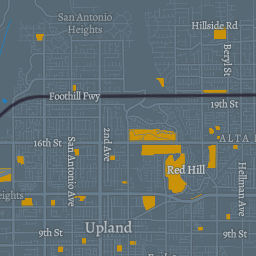 San Antonio
Heights
Hillside Rd
Beryl St
Foothill Fwy
19th St
16th St
2nd Ave
San Antonio Ave
ALTA
Red Hill
Hellman Ave
eights
Upland
9th St
9th St